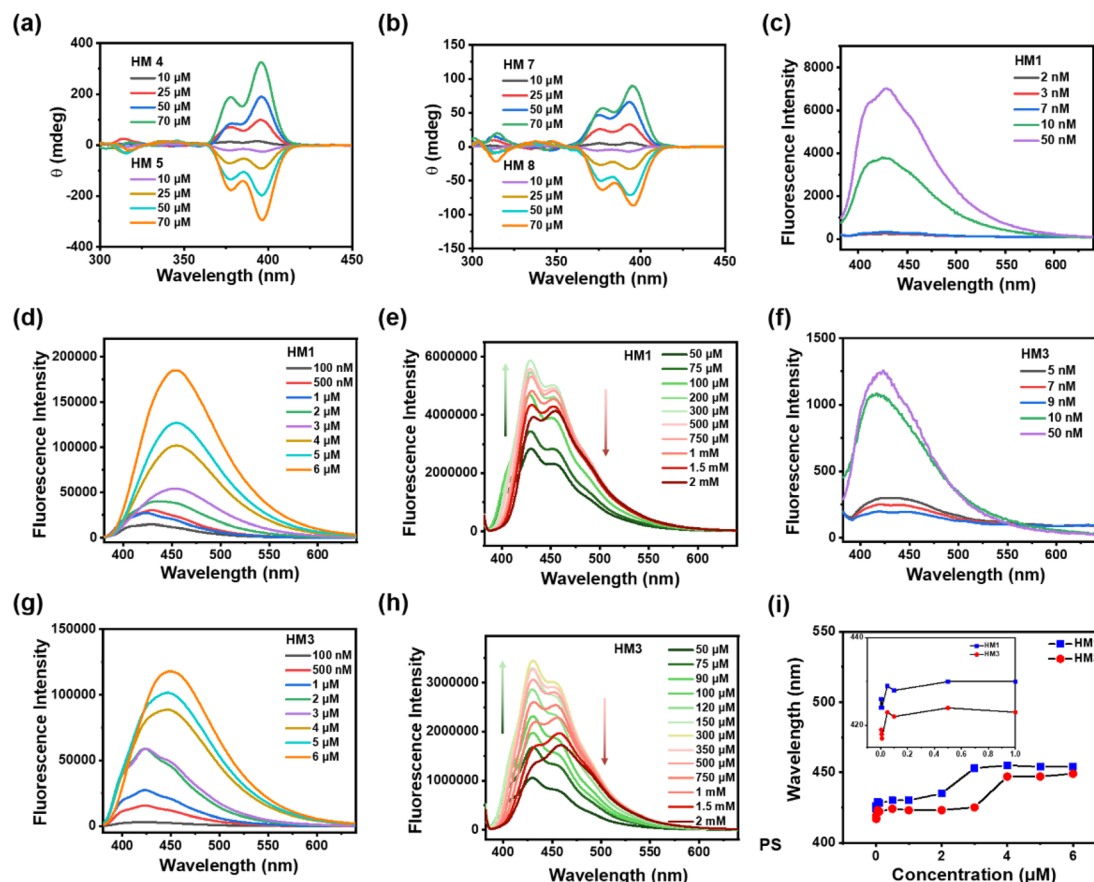 (a)
400
200
0
-200
-400
θ (mdeg)
HM 4
10 µM
25 µM
50 µM
70 µM
HM 5
10 µM
25 µM
50 µM
70 µM
300 350 400 450
Wavelength (nm)
(b)
150
100
50
0
-50
-100
-150
θ (mdeg)
HM 7
10 µM
25 µM
50 µM
70 µM
HM 8
10 µM
25 µM
50 µM
70 µM
300 350 400 450
Wavelength (nm)
(c)
8000
6000
4000
2000
0
Fluorescence Intensity
HM1
2 nM
3 nM
7 nM
10 nM
50 nM
400 450 500 550 600
Wavelength (nm)
(d)
200000
150000
100000
50000
0
Fluorescence Intensity
HM1
100 nM
500 nM
1 µM
2 µM
3 µM
4 µM
5 µM
6 µM
400 450 500 550 600
Wavelength (nm)
(e)
6000000
4000000
2000000
0
Fluorescence Intensity
HM1
50 µM
75 µM
100 µM
200 µM
300 µM
500 µM
750 µM
1 mM
1.5 mM
2 mM
400 450 500 550 600
Wavelength (nm)
(f)
1500
1000
500
0
Fluorescence Intensity
HM3
5 nM
7 nM
9 nM
10 nM
50 nM
400 450 500 550 600
Wavelength (nm)
(g)
150000
100000
50000
0
Fluorescence Intensity
HM3
100 nM
500 nM
1 µM
2 µM
3 µM
4 µM
5 µM
6 µM
400 450 500 550 600
Wavelength (nm)
(h)
3000000
2000000
1000000
0
Fluorescence Intensity
HM3
50 µM
75 µM
90 µM
100 µM
120 µM
150 µM
300 µM
350 µM
500 µM
750 µM
1 mM
1.5 mM
2 mM
400 450 500 550 600
Wavelength (nm)
(i)
550
500
450
400
Wavelength (nm)
HM
HM
440
420
HM1
HM3
0.0 0.2 0.4 0.6 0.8 1.0
0 2 4 6
PS
Concentration (µM)